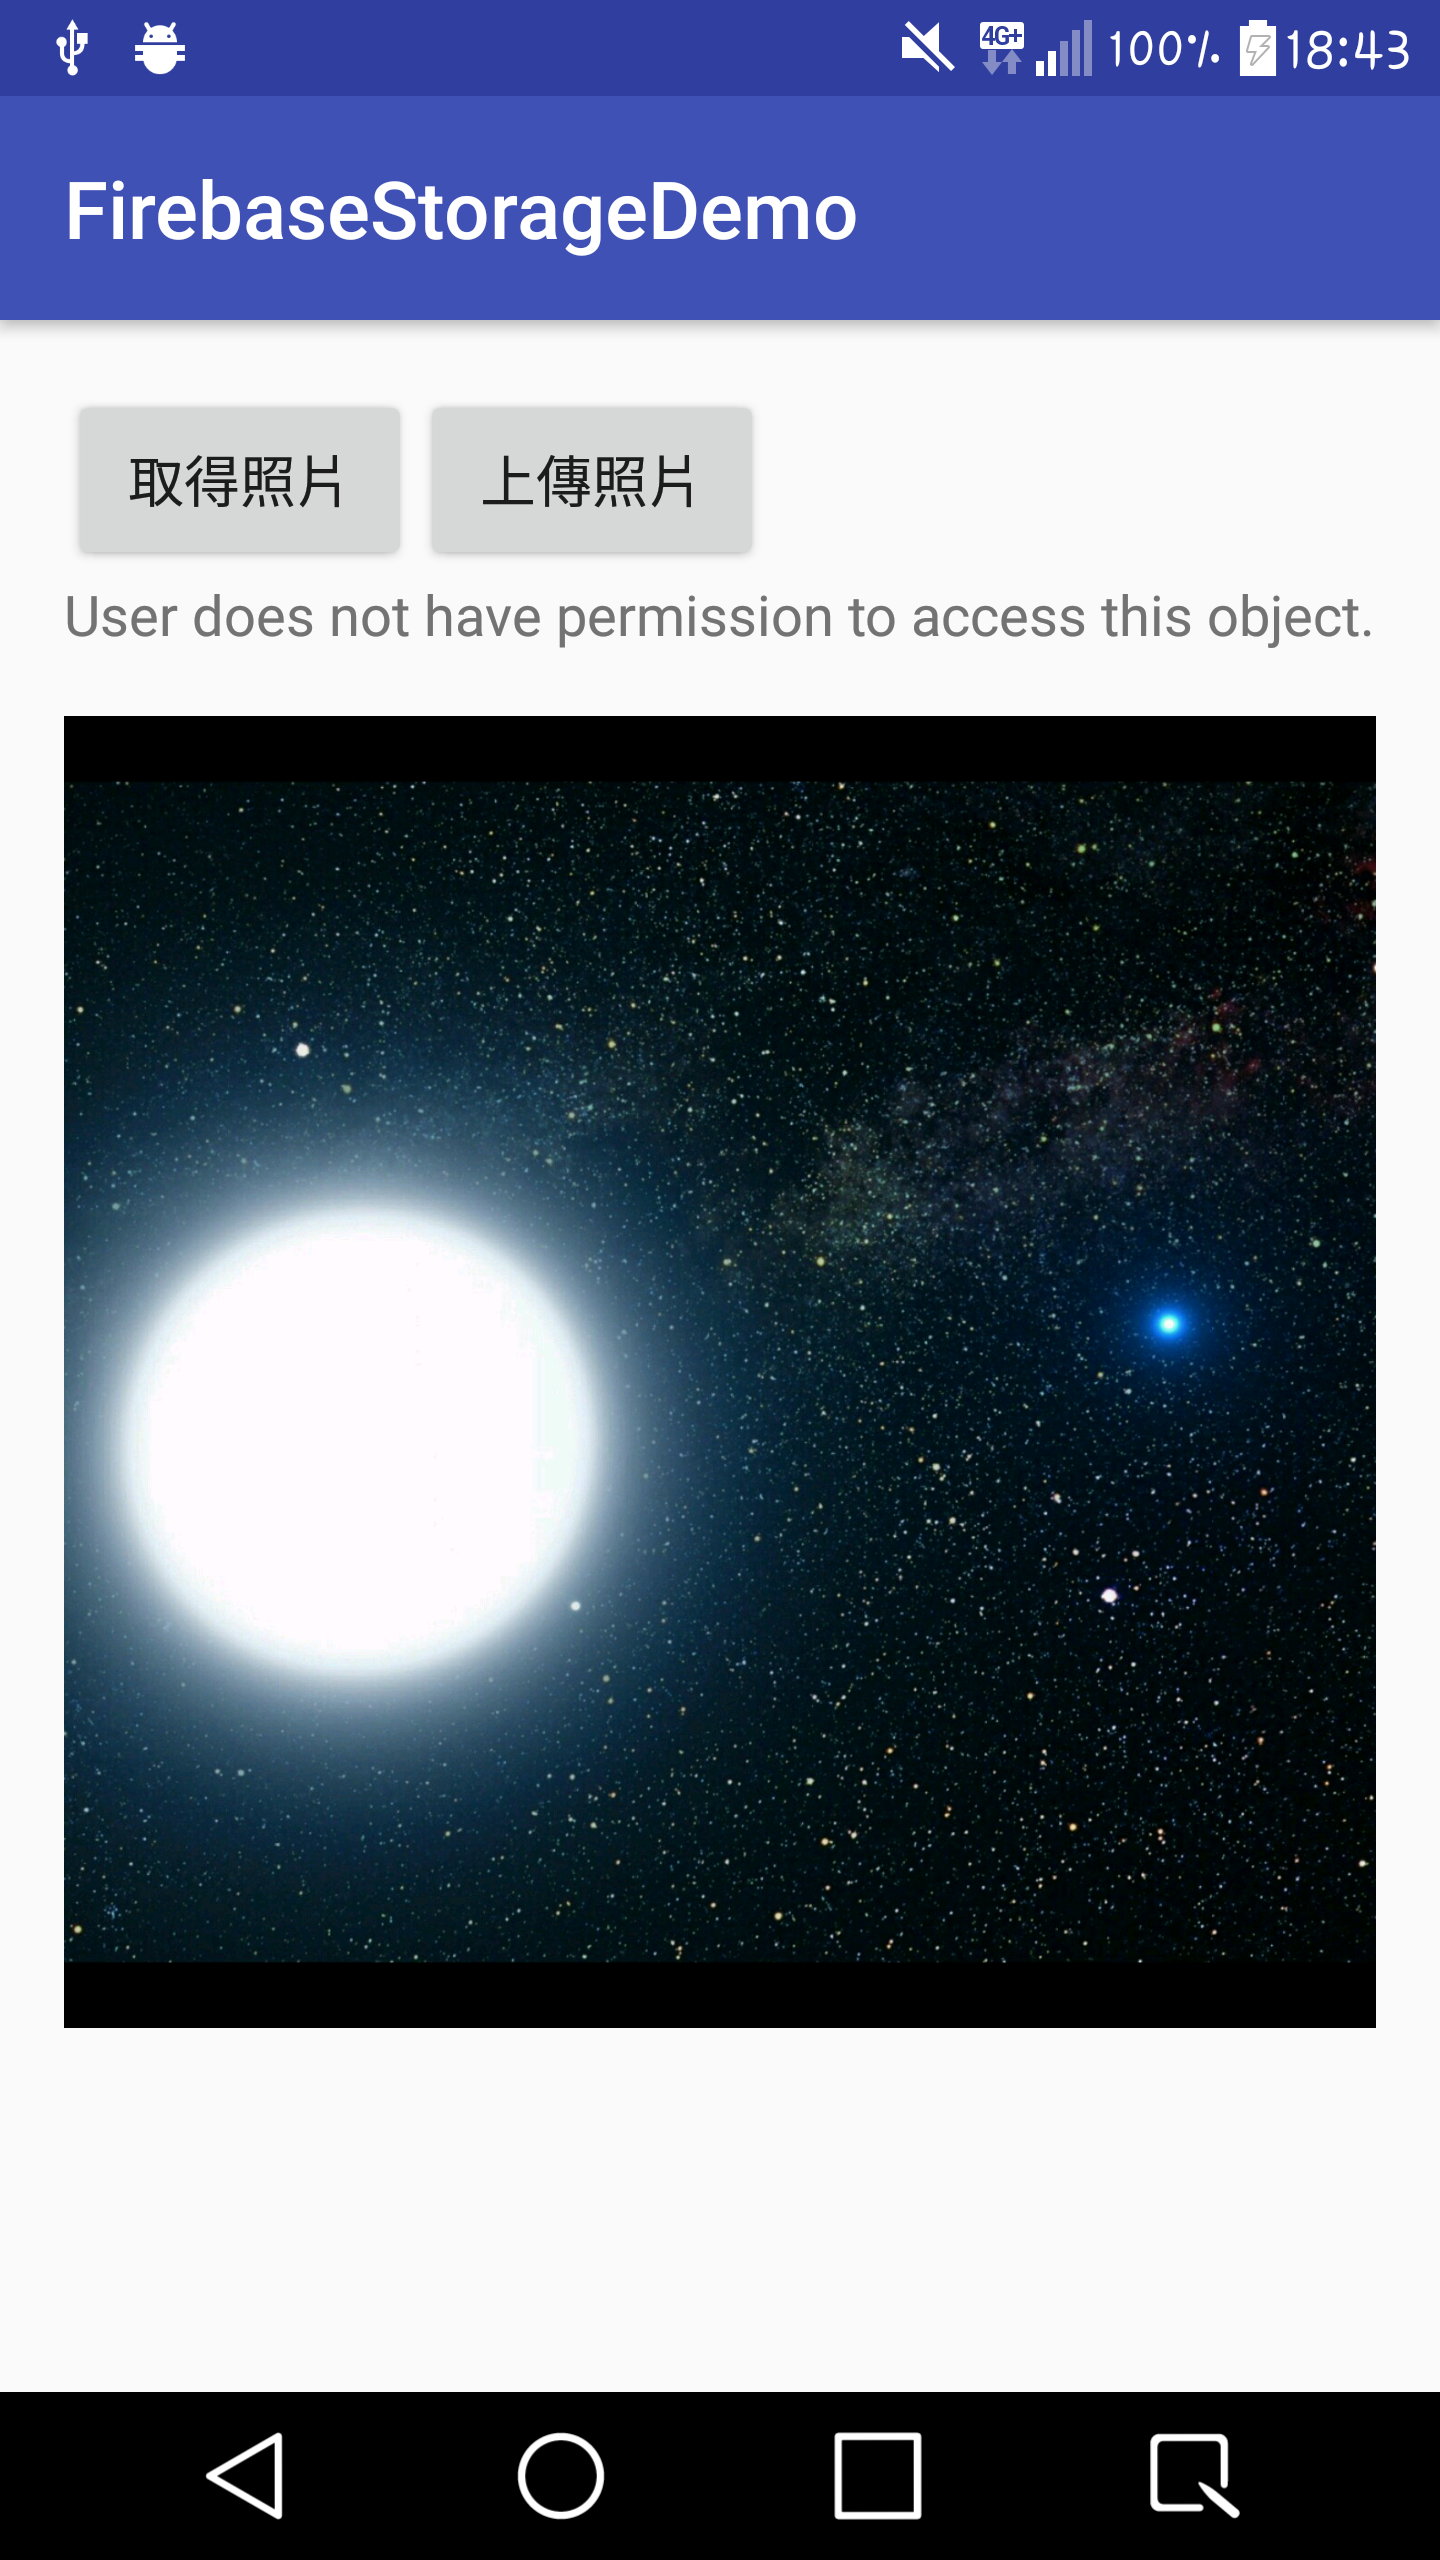 4G+ 100% 18:43
FirebaseStorageDemo
取得照片 上傳照片
User does not have permission to access this object.